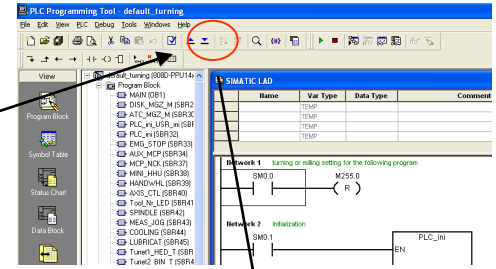 PLC Programming Tool - default_turning
File Edit View PLC Debug Tools Windows Help
View
Program Block
Symbol Table
Status Chart
Data Block
default_turning (808D-PPU14x
Program Block
MAIN (OB1)
DISK_MGZ_M (SBR2
ATC_MGZ_M (SBR3
PLC_ini_USR_ini (SBR
PLC_ini (SBR32)
EMG_STOP (SBR33)
AUX_MCP (SBR34)
MCP_NCK (SBR37)
MINI_HHU (SBR38)
HANDWHL (SBR39)
AXIS_CTL (SBR40)
Tool_Nr_LED (SBR41
SPINDLE (SBR42)
MEAS_JOG (SBR43)
COOLING (SBR44)
LUBRICAT (SBR45)
Turret1_HED_T (SBR
Turret2_BIN_T (SBR4
SIMATIC LAD
Name Var Type Data Type Comment
TEMP
TEMP
TEMP
TEMP
Network 1 turning or milling setting for the following program
SM0.0 M255.0
( R )
Network 2 Initialization
SM0.1 PLC_ini
EN